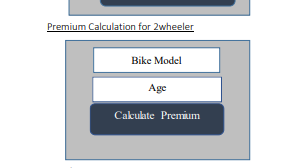 Premium Calculation for 2wheeler
Bike Model
Age
Calculate Premium